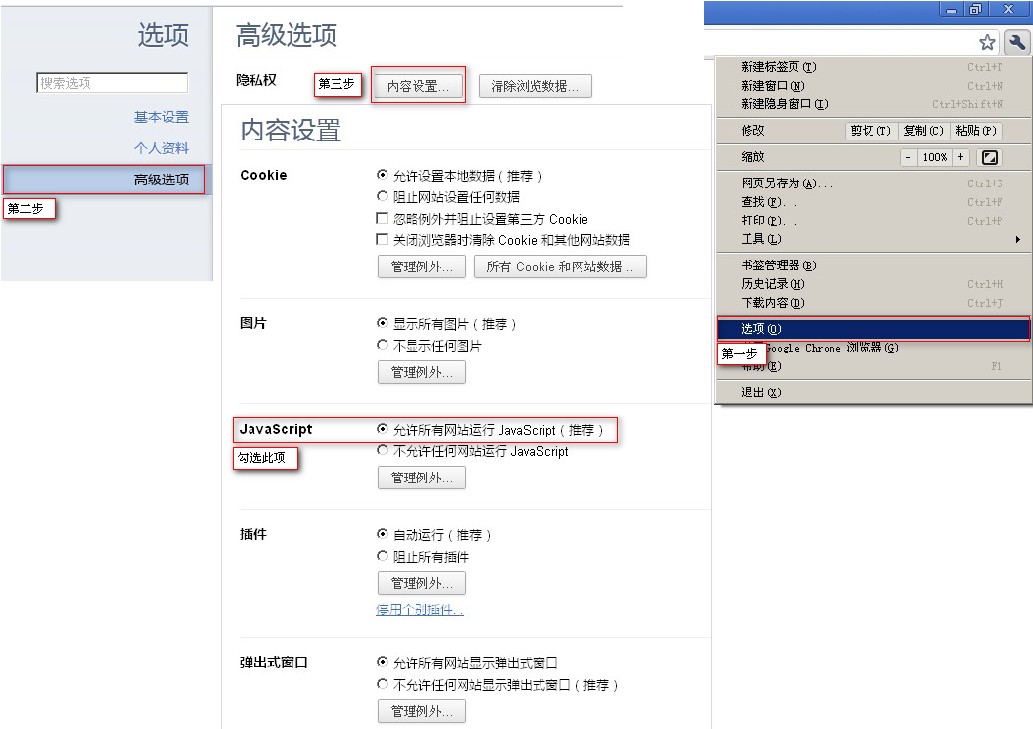 选项
搜索选项
基本设置
个人资料
高级选项
第二步
高级选项
隐私权
第三步
内容设置...
清除浏览数据...
内容设置
Cookie
允许设置本地数据（推荐）
阻止网站设置任何数据
忽略例外并阻止设置第三方 Cookie
关闭浏览器时清除 Cookie 和其他网站数据
管理例外...
所有 Cookie 和网站数据...
图片
显示所有图片（推荐）
不显示任何图片
管理例外...
JavaScript
允许所有网站运行 JavaScript（推荐）
勾选此项
不允许任何网站运行 JavaScript
管理例外...
插件
自动运行（推荐）
阻止所有插件
管理例外...
停用个别插件...
弹出式窗口
允许所有网站显示弹出式窗口
不允许任何网站显示弹出式窗口（推荐）
管理例外...
新建标签页(T) Ctrl+T
新建窗口(N) Ctrl+N
新建隐身窗口(I) Ctrl+Shift+N
修改 剪切(T) 复制(C) 粘贴(P)
缩放 - 100% +
网页另存为(A)... Ctrl+S
查找(F)... Ctrl+F
打印(P)... Ctrl+P
工具(L)
书签管理器(B)
历史记录(H) Ctrl+H
下载内容(D) Ctrl+J
选项(O)
第一步
Google Chrome 浏览器(G)
帮助(E) F1
退出(X)